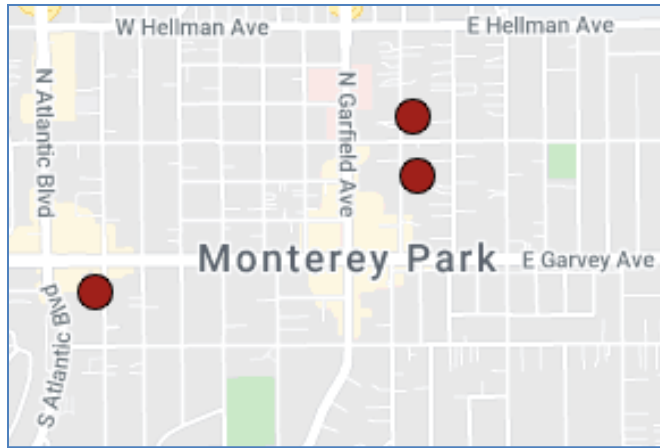 W Hellman Ave
E Hellman Ave
N Atlantic Blvd
N Garfield Ave
Monterey Park
E Garvey Ave
S Atlantic Blvd